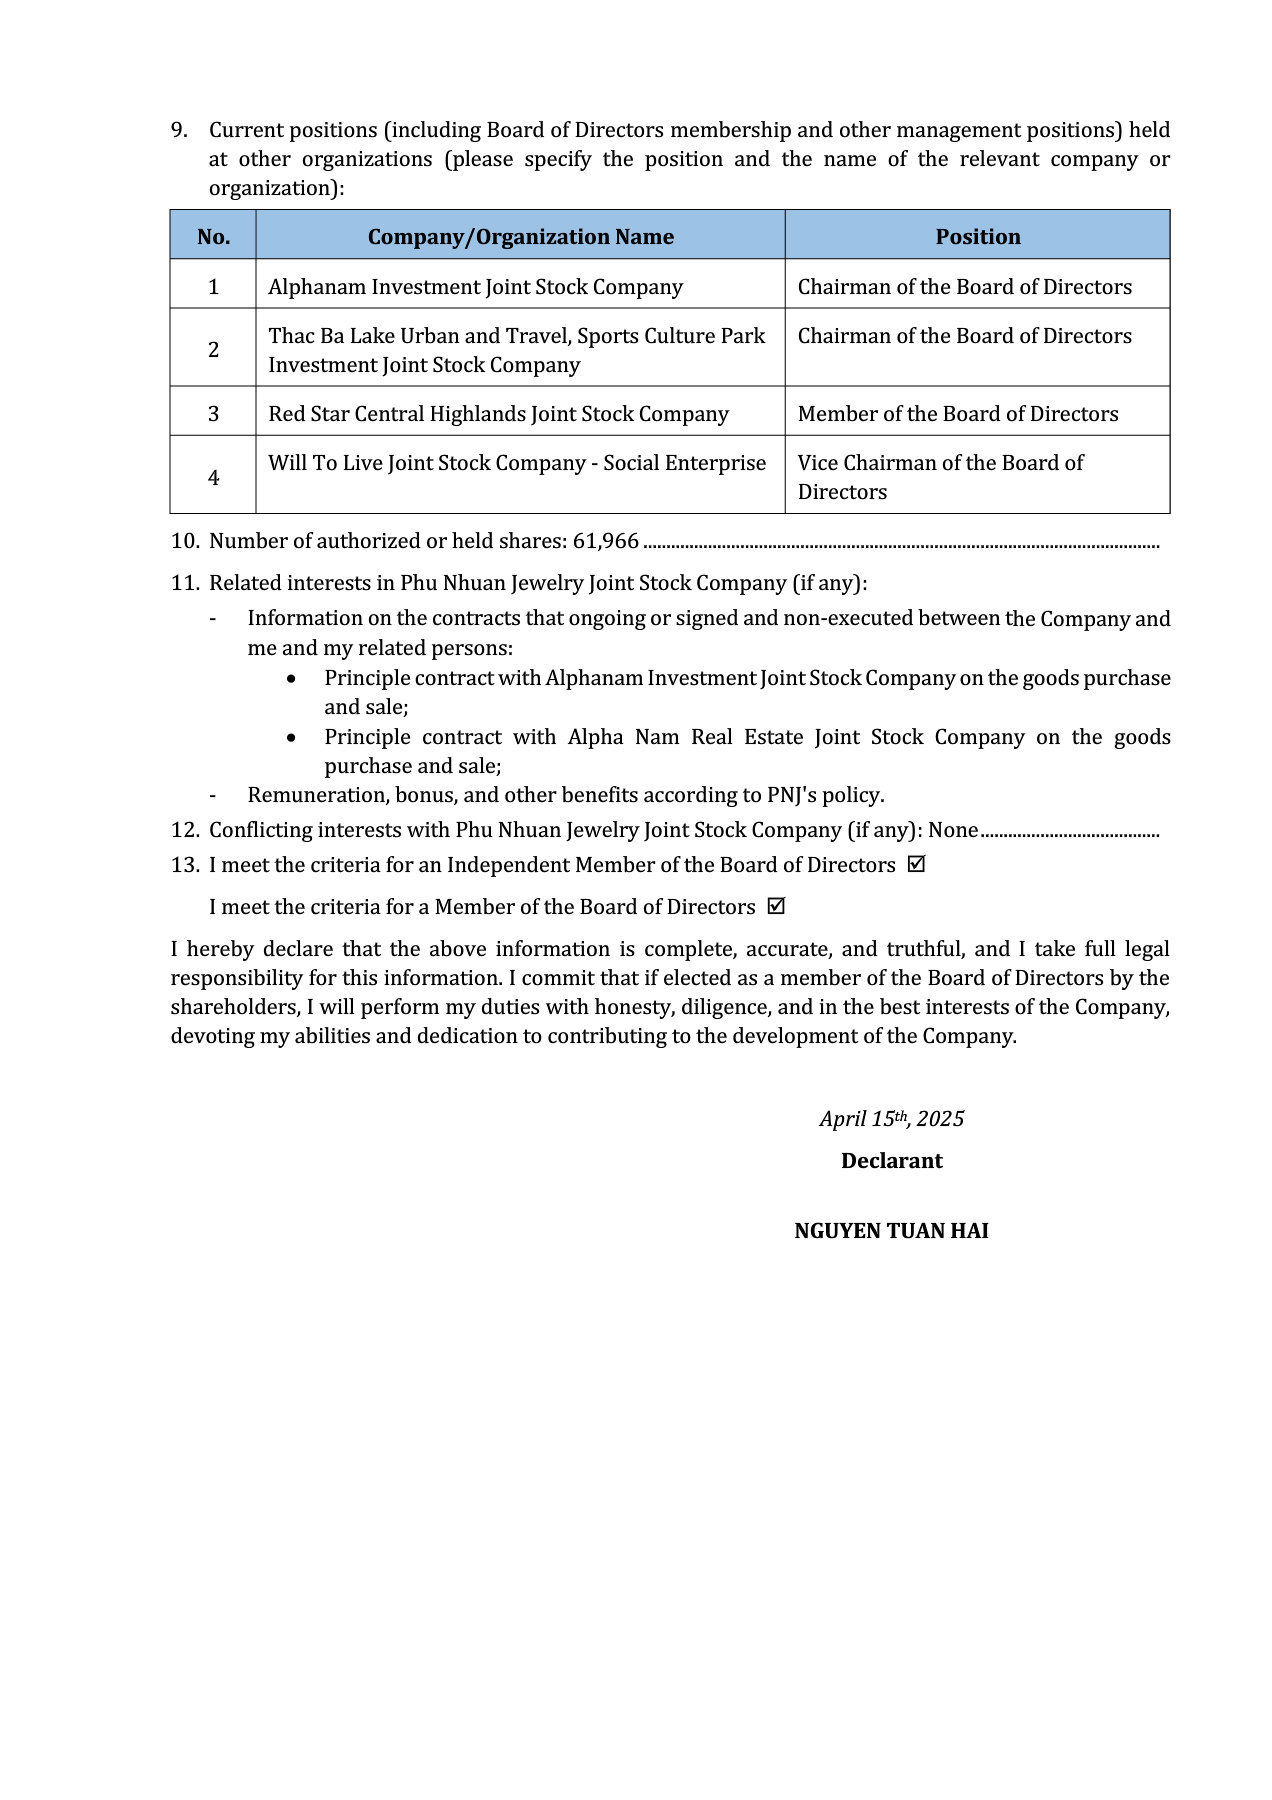 9. Current positions (including Board of Directors membership and other management positions) held
at other organizations (please specify the position and the name of the relevant company or
organization):
No. Company/Organization Name Position
1 Alphanam Investment Joint Stock Company Chairman of the Board of Directors
2 Thac Ba Lake Urban and Travel, Sports Culture Park Chairman of the Board of Directors
Investment Joint Stock Company
3 Red Star Central Highlands Joint Stock Company Member of the Board of Directors
4 Will To Live Joint Stock Company - Social Enterprise Vice Chairman of the Board of
Directors
10. Number of authorized or held shares: 61,966
11. Related interests in Phu Nhuan Jewelry Joint Stock Company (if any):
- Information on the contracts that ongoing or signed and non-executed between the Company and
me and my related persons:
• Principle contract with Alphanam Investment Joint Stock Company on the goods purchase
and sale;
• Principle contract with Alpha Nam Real Estate Joint Stock Company on the goods
purchase and sale;
- Remuneration, bonus, and other benefits according to PNJ's policy.
12. Conflicting interests with Phu Nhuan Jewelry Joint Stock Company (if any): None
13. I meet the criteria for an Independent Member of the Board of Directors ☑
I meet the criteria for a Member of the Board of Directors ☑
I hereby declare that the above information is complete, accurate, and truthful, and I take full legal
responsibility for this information. I commit that if elected as a member of the Board of Directors by the
shareholders, I will perform my duties with honesty, diligence, and in the best interests of the Company,
devoting my abilities and dedication to contributing to the development of the Company.
April 15th, 2025
Declarant
NGUYEN TUAN HAI